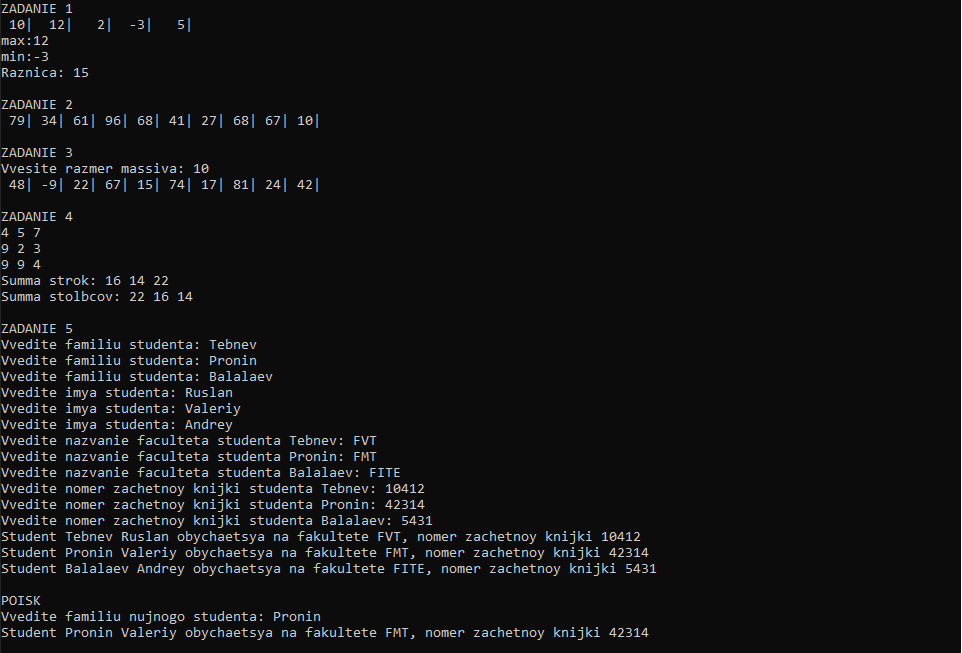 ZADANIE 1
 10|  12|   2|  -3|   5|
max:12
min:-3
Raznica: 15

ZADANIE 2
 79| 34| 61| 96| 68| 41| 27| 68| 67| 10|

ZADANIE 3
Vvesite razmer massiva: 10
 48| -9| 22| 67| 15| 74| 17| 81| 24| 42|

ZADANIE 4
4 5 7
9 2 3
9 9 4
Summa strok: 16 14 22
Summa stolbcov: 22 16 14

ZADANIE 5
Vvedite familiu studenta: Tebnev
Vvedite familiu studenta: Pronin
Vvedite familiu studenta: Balalaev
Vvedite imya studenta: Ruslan
Vvedite imya studenta: Valeriy
Vvedite imya studenta: Andrey
Vvedite nazvanie faculteta studenta Tebnev: FVT
Vvedite nazvanie faculteta studenta Pronin: FMT
Vvedite nazvanie faculteta studenta Balalaev: FITE
Vvedite nomer zachetnoy knijki studenta Tebnev: 10412
Vvedite nomer zachetnoy knijki studenta Pronin: 42314
Vvedite nomer zachetnoy knijki studenta Balalaev: 5431
Student Tebnev Ruslan obychaetsya na fakultete FVT, nomer zachetnoy knijki 10412
Student Pronin Valeriy obychaetsya na fakultete FMT, nomer zachetnoy knijki 42314
Student Balalaev Andrey obychaetsya na fakultete FITE, nomer zachetnoy knijki 5431

POISK
Vvedite familiu nujnogo studenta: Pronin
Student Pronin Valeriy obychaetsya na fakultete FMT, nomer zachetnoy knijki 42314